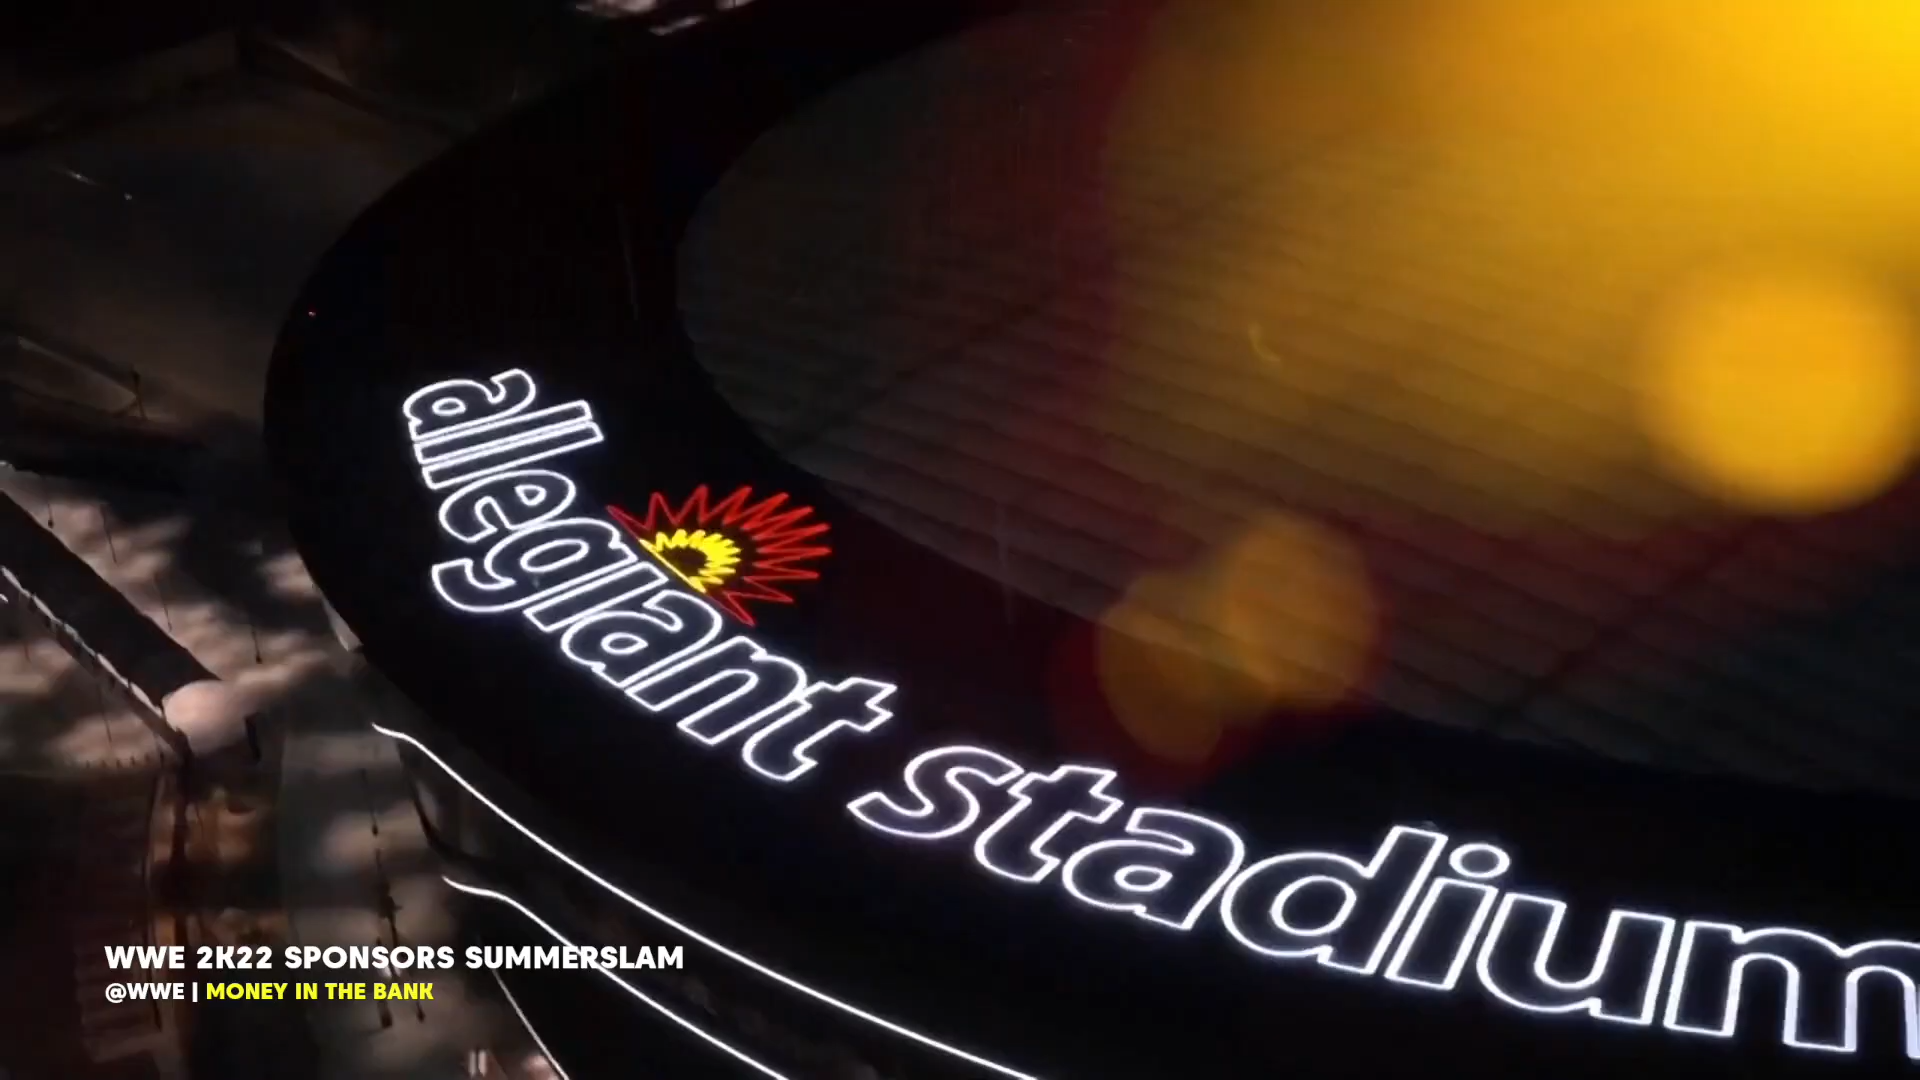 allegiant stadium
WWE 2K22 SPONSORS SUMMERSLAM
@WWE | MONEY IN THE BANK